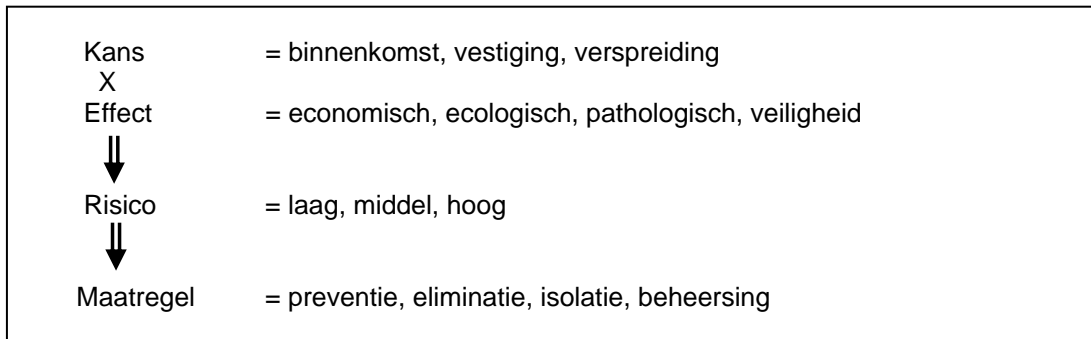 Kans = binnenkomst, vestiging, verspreiding
X
Effect = economisch, ecologisch, pathologisch, veiligheid
Risico = laag, middel, hoog
Maatregel = preventie, eliminatie, isolatie, beheersing